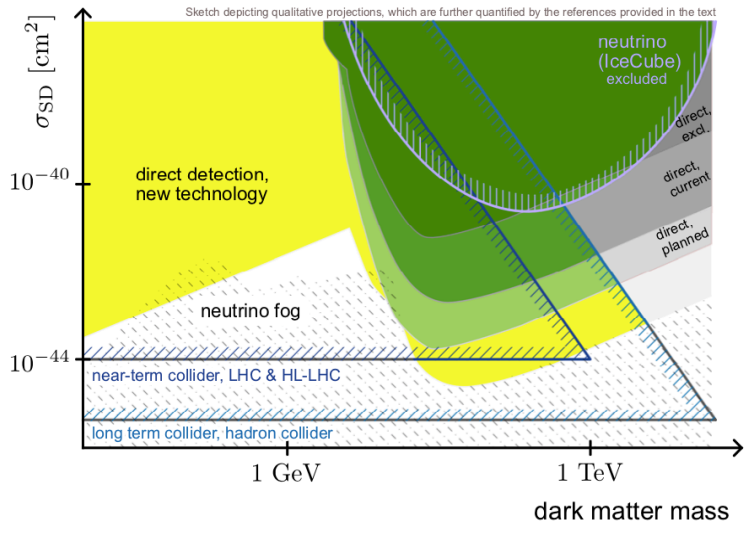 Sketch depicting qualitative projections, which are further quantified by the references provided in the text
σSD [cm²]
neutrino
(IceCube)
excluded
direct,
excl.
10⁻⁴⁰
direct detection,
new technology
direct,
current
direct,
planned
neutrino fog
10⁻⁴⁴
near-term collider, LHC & HL-LHC
long term collider, hadron collider
1 GeV
1 TeV
dark matter mass